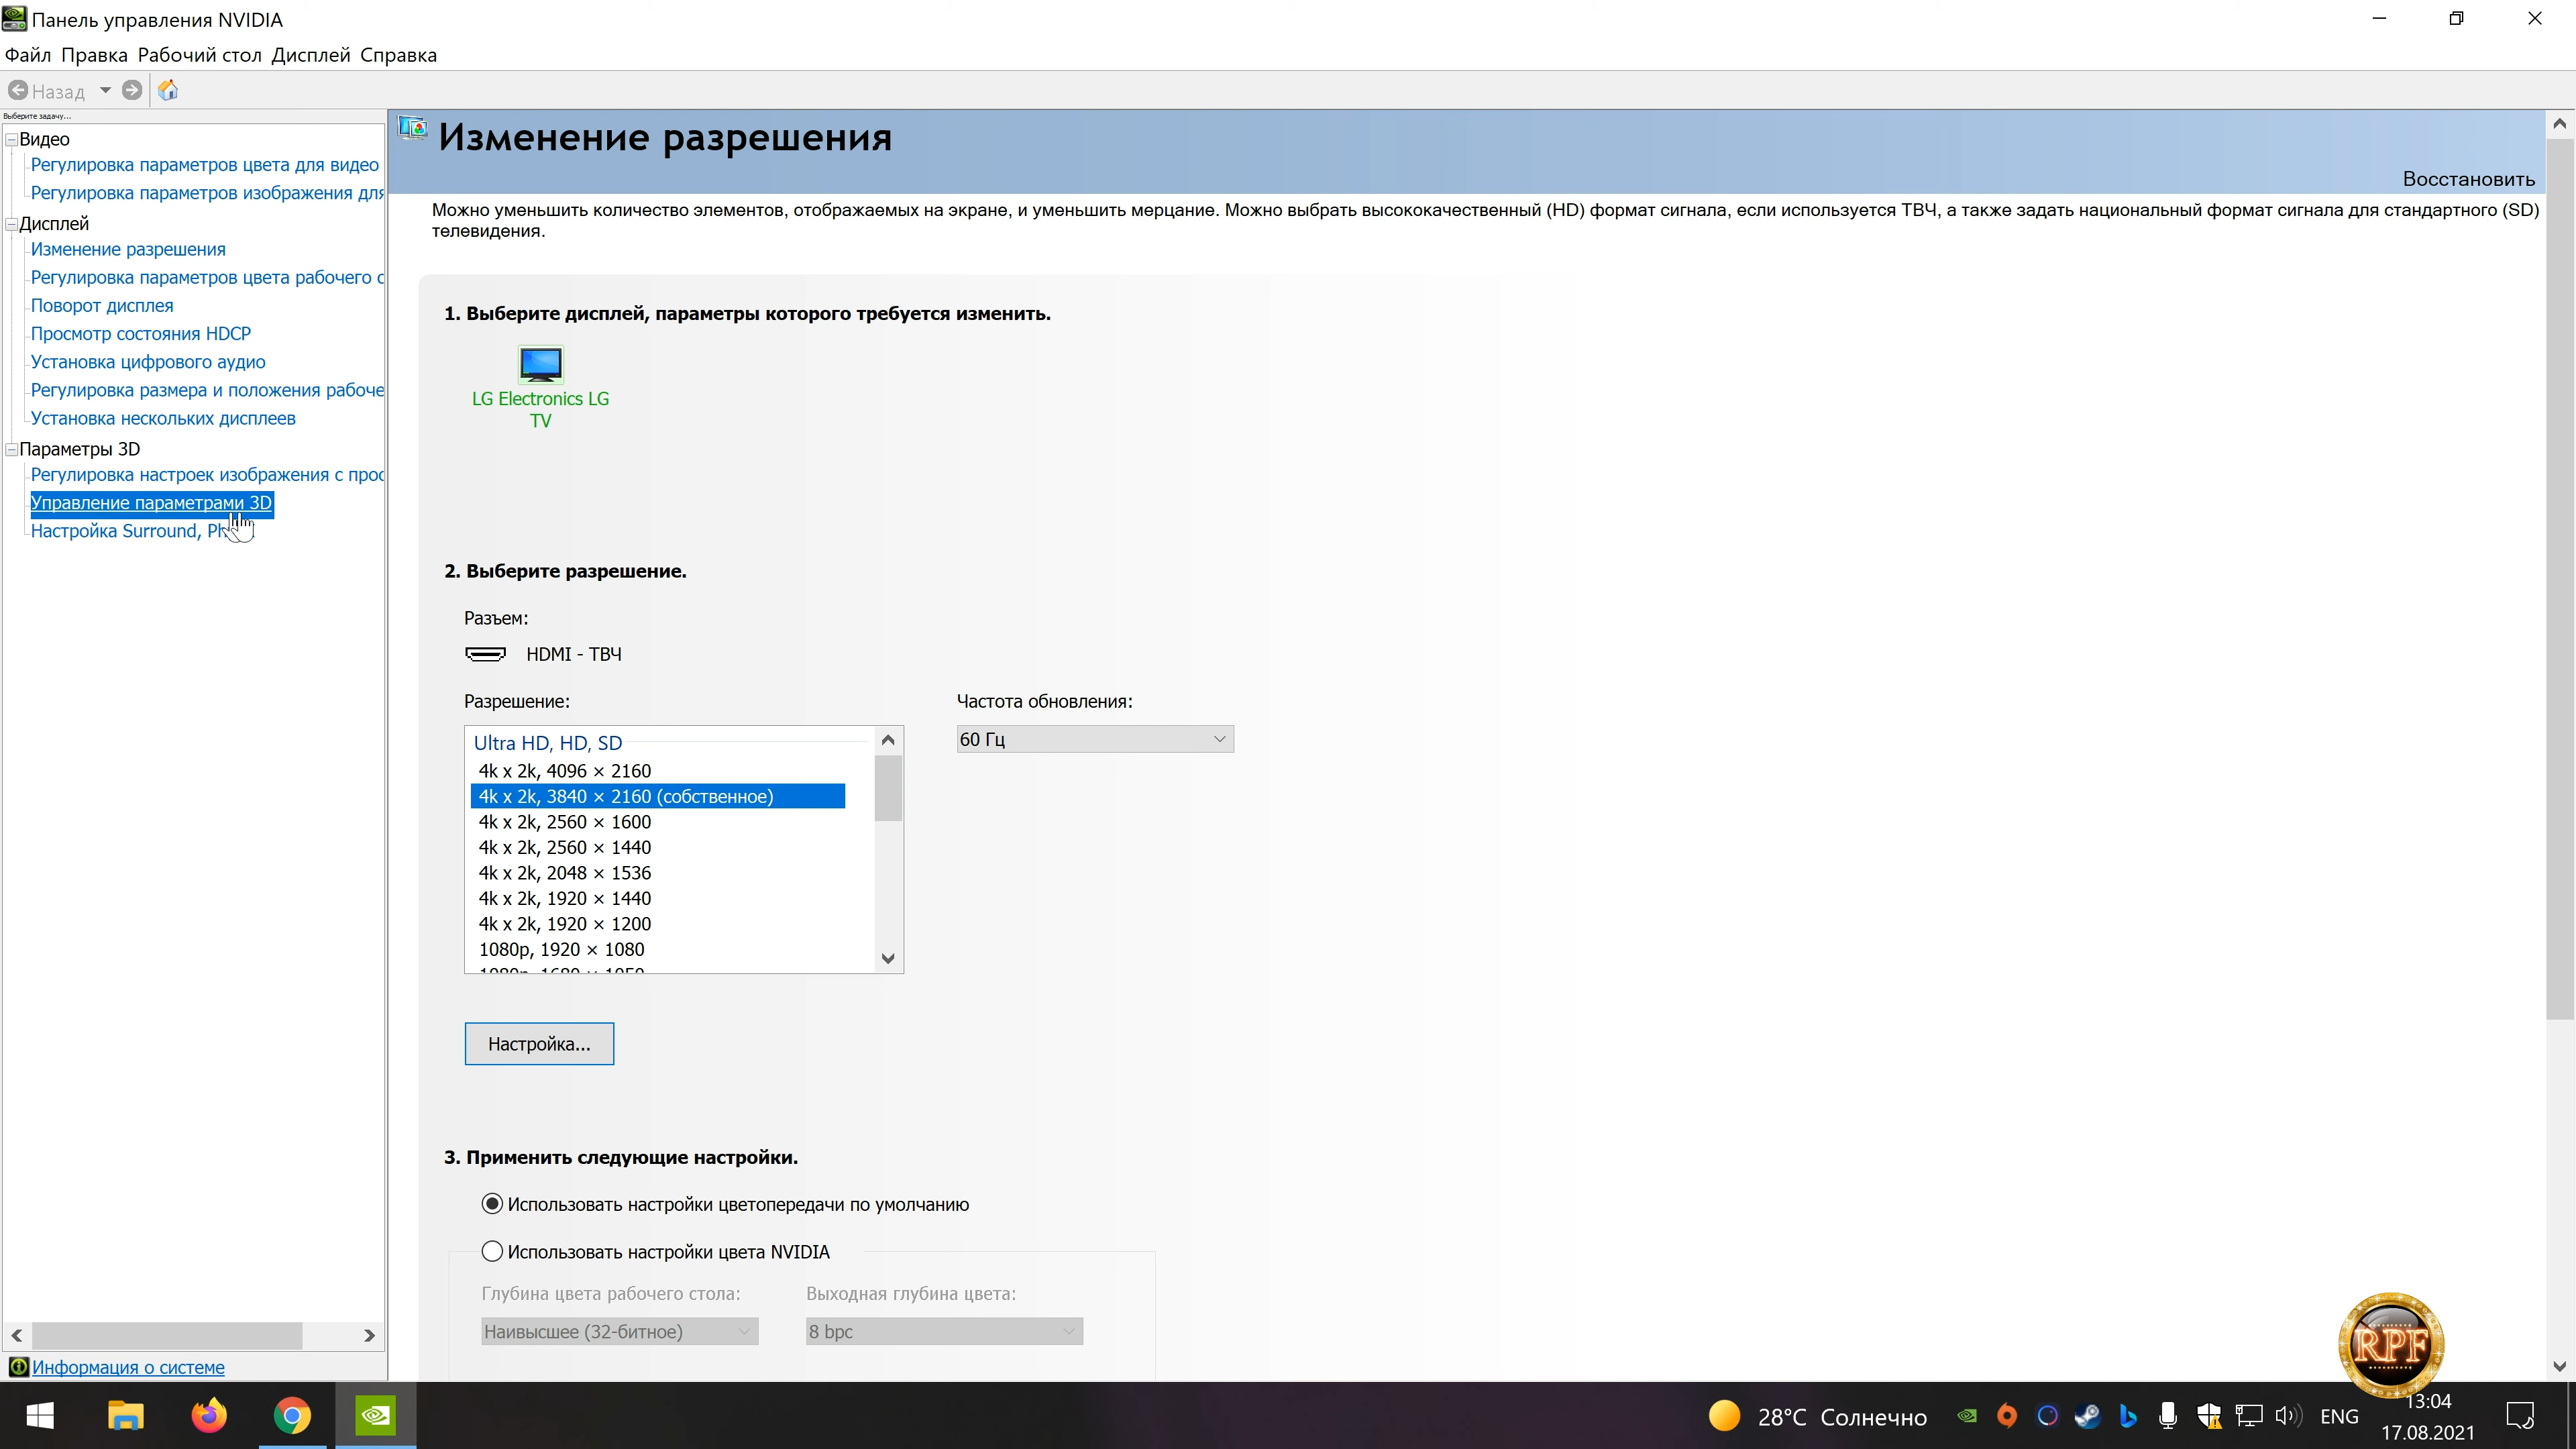 Панель управления NVIDIA
Файл Правка Рабочий стол Дисплей Справка
Назад
Выберите задачу...
Видео
Регулировка параметров цвета для видео
Регулировка параметров изображения для
Дисплей
Изменение разрешения
Регулировка параметров цвета рабочего с
Поворот дисплея
Просмотр состояния HDCP
Установка цифрового аудио
Регулировка размера и положения рабоче
Установка нескольких дисплеев
Параметры 3D
Регулировка настроек изображения с прос
Управление параметрами 3D
Настройка Surround,
Информация о системе
Изменение разрешения
Восстановить
Можно уменьшить количество элементов, отображаемых на экране, и уменьшить мерцание. Можно выбрать высококачественный (HD) формат сигнала, если используется ТВЧ, а также задать национальный формат сигнала для стандартного (SD)
телевидения.
1. Выберите дисплей, параметры которого требуется изменить.
LG Electronics LG
TV
2. Выберите разрешение.
Разъем:
HDMI - ТВЧ
Разрешение:
Частота обновления:
Ultra HD, HD, SD
60 Гц
4k x 2k, 4096 × 2160
4k x 2k, 3840 × 2160 (собственное)
4k x 2k, 2560 × 1600
4k x 2k, 2560 × 1440
4k x 2k, 2048 × 1536
4k x 2k, 1920 × 1440
4k x 2k, 1920 × 1200
1080p, 1920 × 1080
1080p, 1680 × 1050
Настройка...
3. Применить следующие настройки.
Использовать настройки цветопередачи по умолчанию
Использовать настройки цвета NVIDIA
Глубина цвета рабочего стола:
Выходная глубина цвета:
Наивысшее (32-битное)
8 bpc
RPF
28°C Солнечно
ENG
13:04
17.08.2021